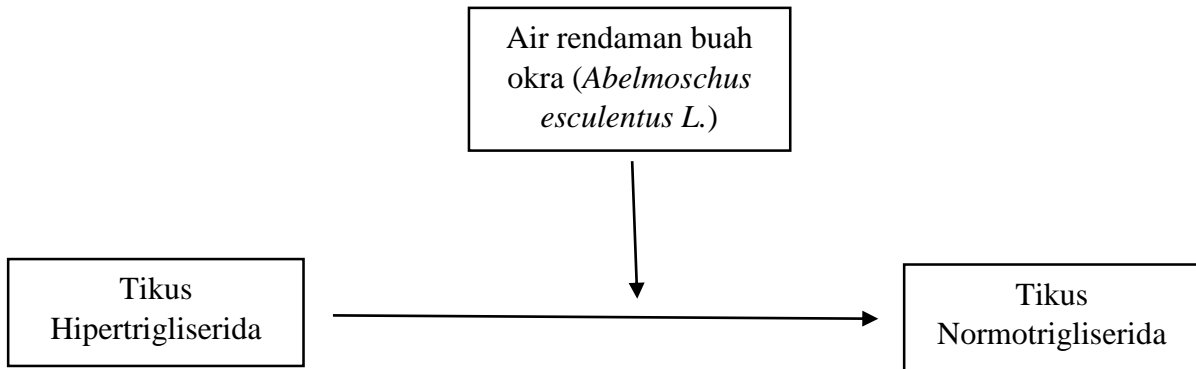 Air rendaman buah
okra (Abelmoschus
esculentus L.)
Tikus
Hipertrigliserida
Tikus
Normotrigliserida